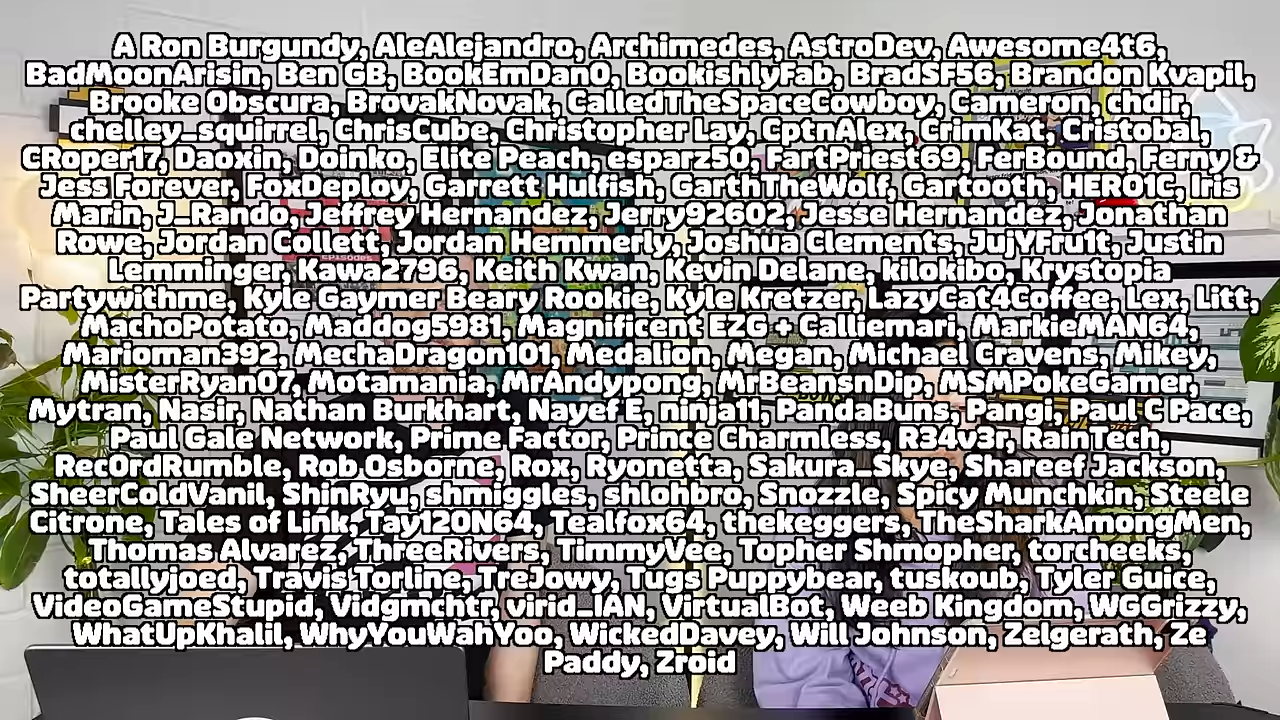 A Ron Burgundy, AleAlejandro, Archimedes, AstroDev, Awesome4t6,
BadMoonArisin, Ben GB, BookEmDanO, BookishlyFab, BradSF56, Brandon Kvapil,
Brooke Obscura, BrovakNovak, CalledTheSpaceCowboy, Cameron, chdir,
chelley_squirrel, ChrisCube, Christopher Lay, CptnAlex, CrimKat, Cristobal,
CRoper17, Daoxin, Doinko, Elite Peach, esparz50, FartPriest69, FerBound, Ferny &
Jess Forever, FoxDeploy, Garrett Hulfish, GarthTheWolf, Gartooth, HERO1C, Iris
Marin, J_Rando, Jeffrey Hernandez, Jerry92602, Jesse Hernandez, Jonathan
Rowe, Jordan Collett, Jordan Hemmerly, Joshua Clements, JujYFru1t, Justin
Lemminger, Kawa2796, Keith Kwan, Kevin Delane, kilokibo, Krystopia
Partywithme, Kyle Gaymer Beary Rookie, Kyle Kretzer, LazyCat4Coffee, Lex, Litt,
MachoPotato, Maddog5981, Magnificent EZG + Calliemari, MarkieMAN64,
Marioman392, MechaDragon101, Medalion, Megan, Michael Cravens, Mikey,
MisterRyan07, Motamania, MrAndypong, MrBeansnDip, MSMPokeGamer,
Mytran, Nasir, Nathan Burkhart, Nayef E, ninja11, PandaBuns, Pangi, Paul C Pace,
Paul Gale Network, Prime Factor, Prince Charmless, R34v3r, RainTech,
RecOrdRumble, Rob Osborne, Rox, Ryonetta, Sakura_Skye, Shareef Jackson,
SheerColdVanil, ShinRyu, shmiggles, shlohbro, Snozzle, Spicy Munchkin, Steele
Citrone, Tales of Link, Tay120N64, Tealfox64, thekeggers, TheSharkAmongMen,
Thomas Alvarez, ThreeRivers, TimmyVee, Topher Shmopher, torcheeks,
totallyjoed, Travis Torline, TreJowy, Tugs Puppybear, tuskoub, Tyler Guice,
VideoGameStupid, Vidgmchtr, virid_IAN, VirtualBot, Weeb Kingdom, WGGrizzy,
WhatUpKhalil, WhyYouWahYoo, WickedDavey, Will Johnson, Zelgerath, Ze
Paddy, Zroid